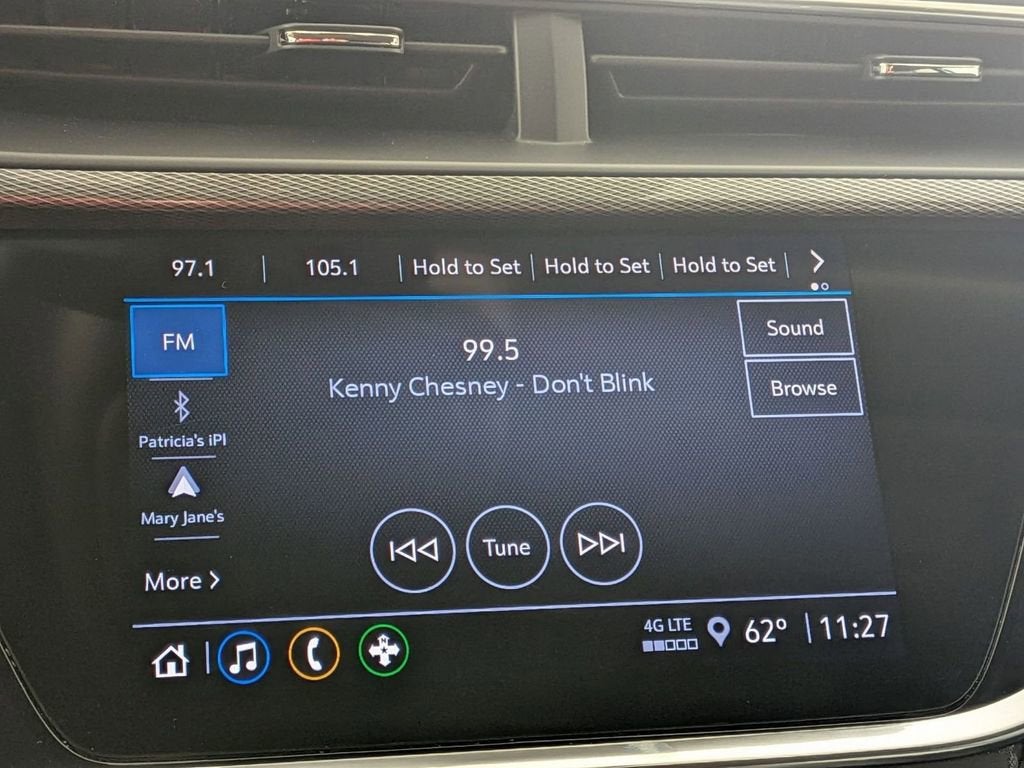 97.1 | 105.1 | Hold to Set | Hold to Set | Hold to Set | >
FM
99.5
Kenny Chesney - Don't Blink
Sound
Browse
Patricia's iPl
Mary Jane's
More >
Tune
4G LTE
62° | 11:27
N